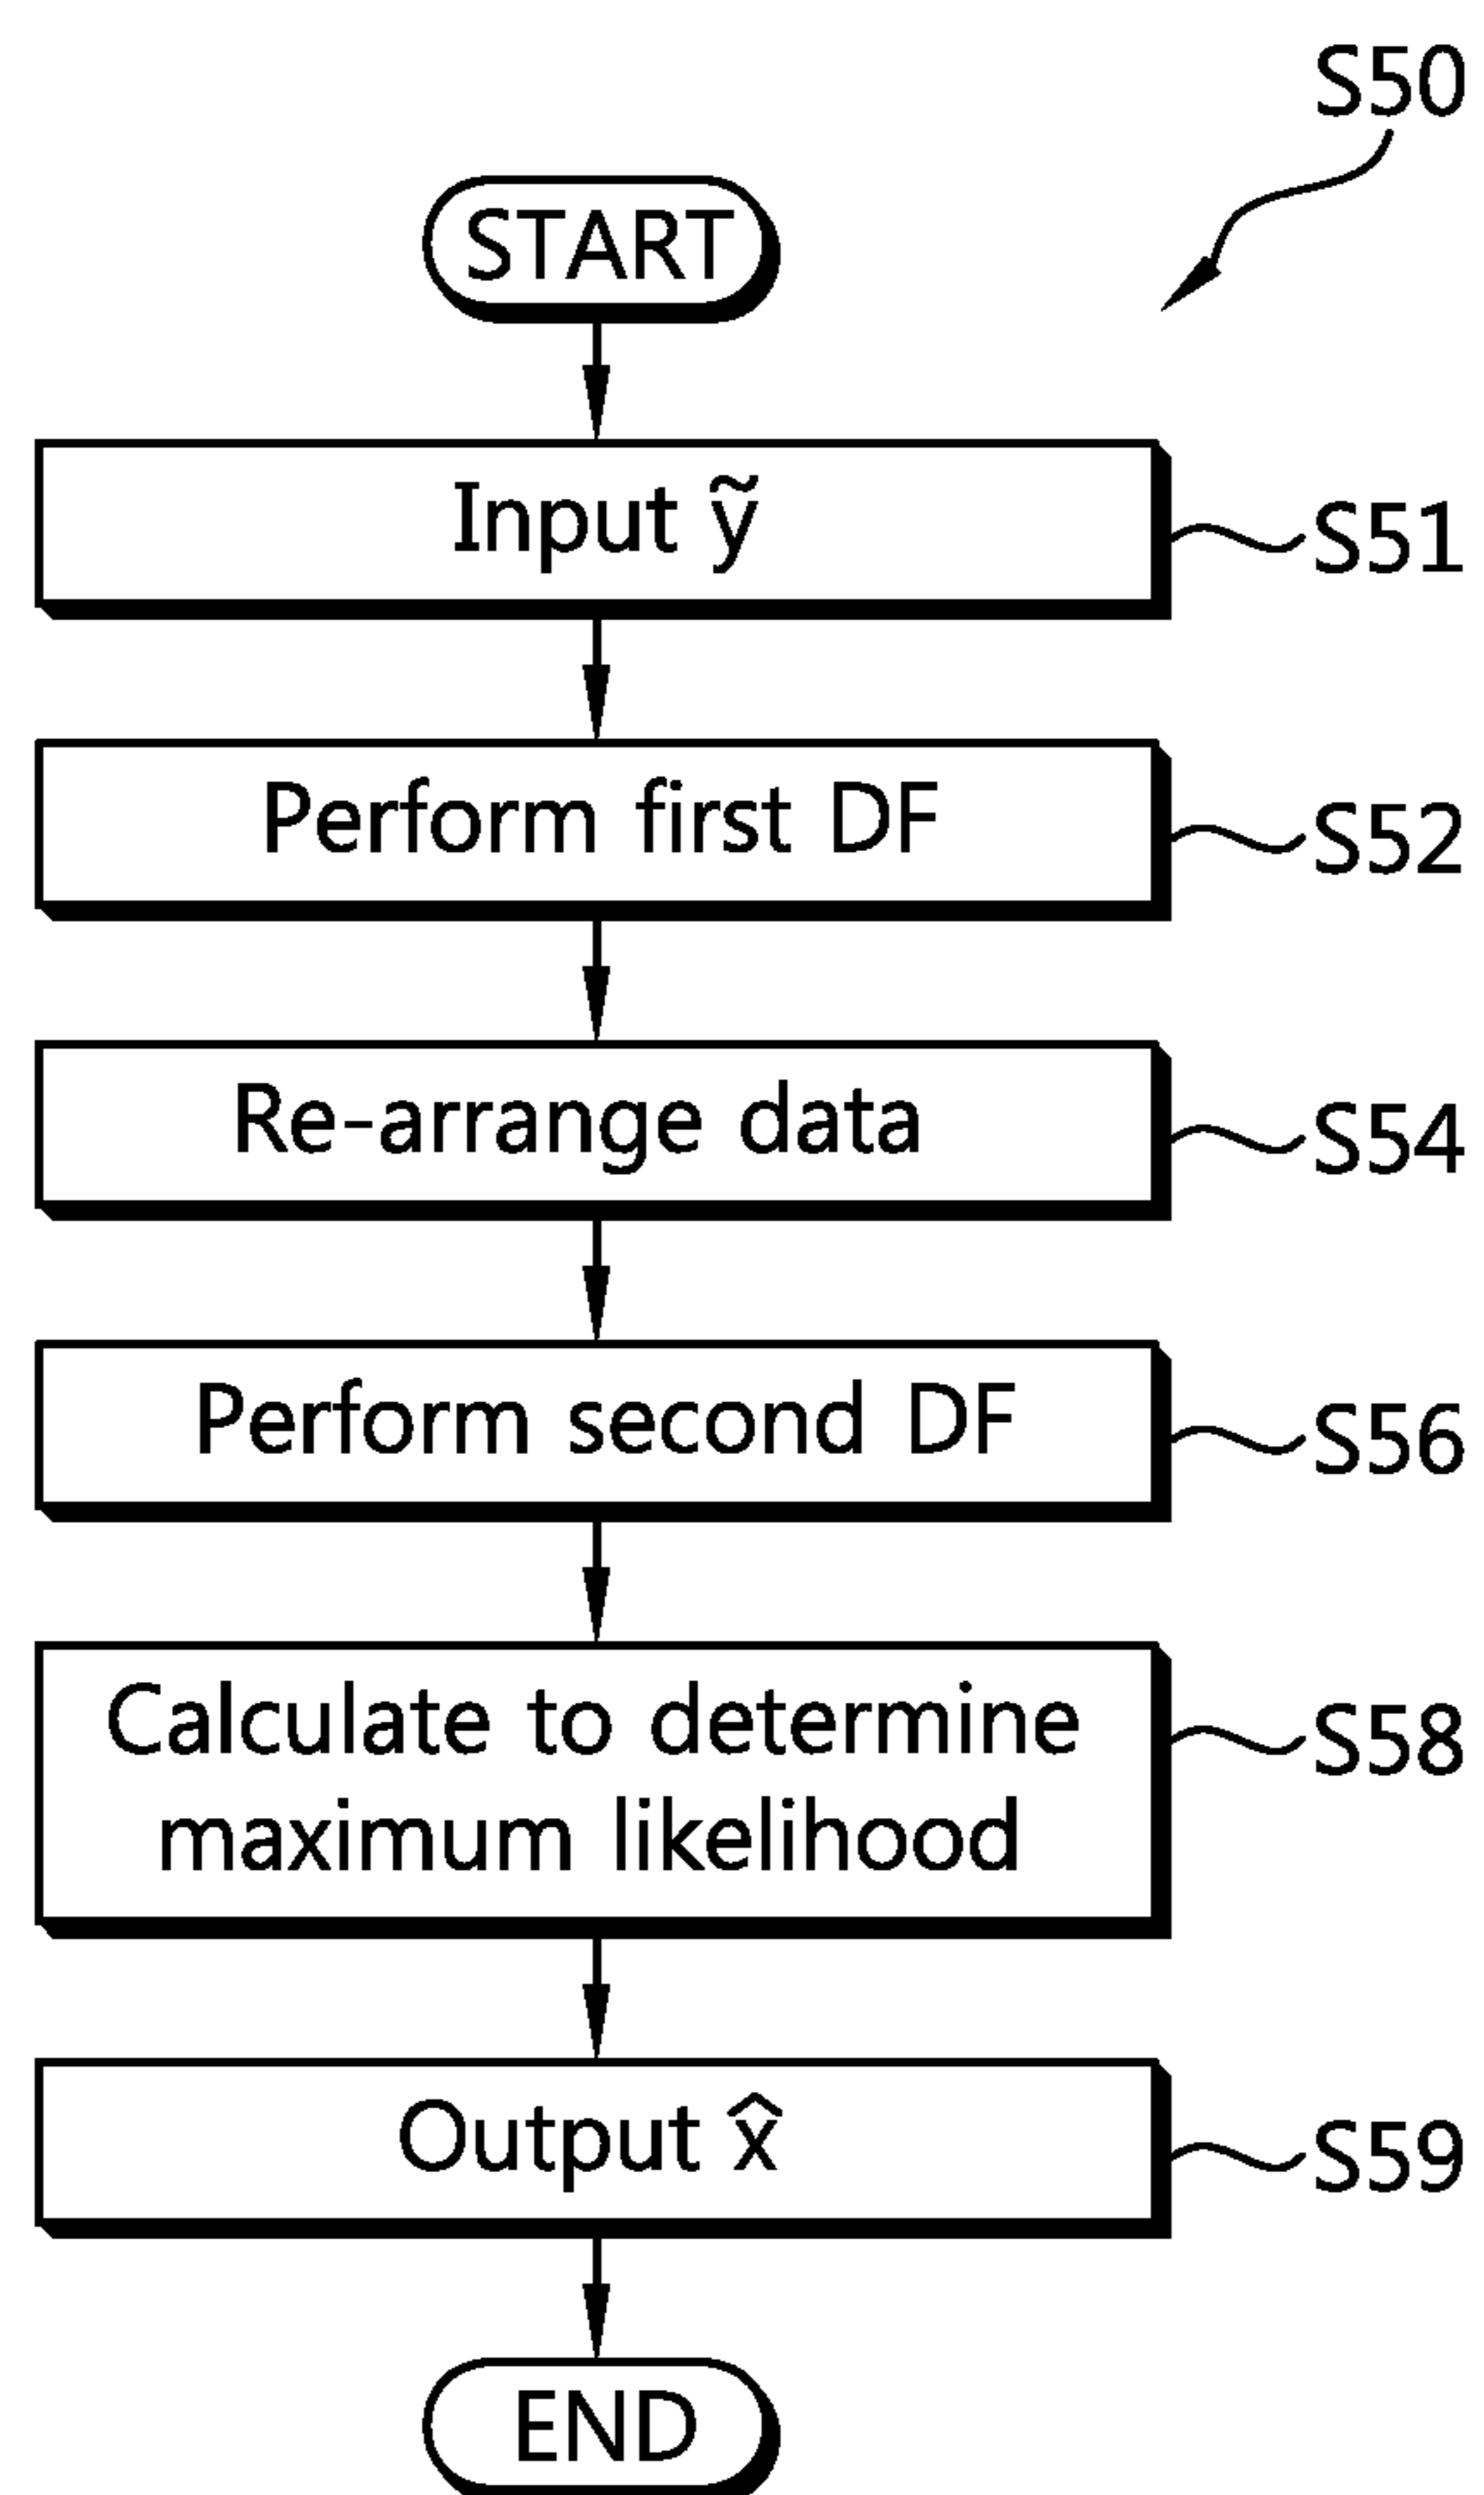 S50
START
Input ỹ
S51
Perform first DF
S52
Re-arrange data
S54
Perform second DF
S56
Calculate to determine
maximum likelihood
S58
Output x̂
S59
END